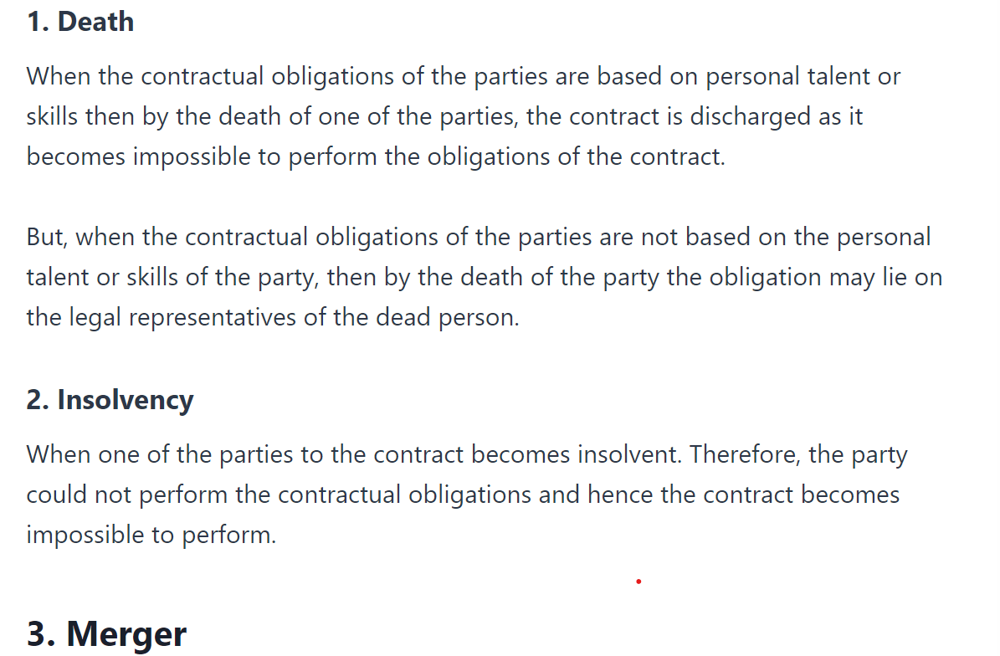 1. Death
When the contractual obligations of the parties are based on personal talent or
skills then by the death of one of the parties, the contract is discharged as it
becomes impossible to perform the obligations of the contract.
But, when the contractual obligations of the parties are not based on the personal
talent or skills of the party, then by the death of the party the obligation may lie on
the legal representatives of the dead person.
2. Insolvency
When one of the parties to the contract becomes insolvent. Therefore, the party
could not perform the contractual obligations and hence the contract becomes
impossible to perform.
3. Merger